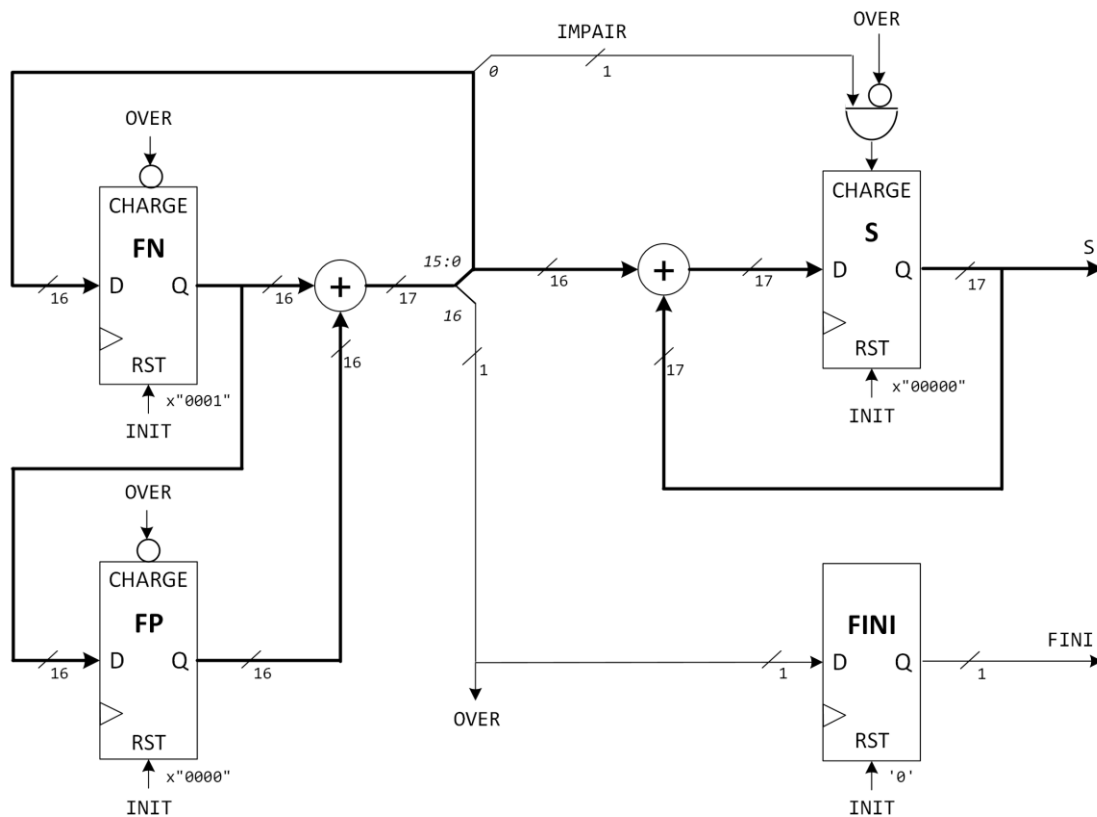 IMPAIR
OVER
0
1
OVER
CHARGE
FN
D
Q
RST
16
16
+
17
15:0
16
16
1
16
x"0001"
INIT
16
+
17
17
CHARGE
S
D
Q
RST
17
S
x"00000"
INIT
OVER
CHARGE
FP
D
Q
RST
16
16
x"0000"
INIT
OVER
1
FINI
D
Q
RST
1
FINI
'0'
INIT